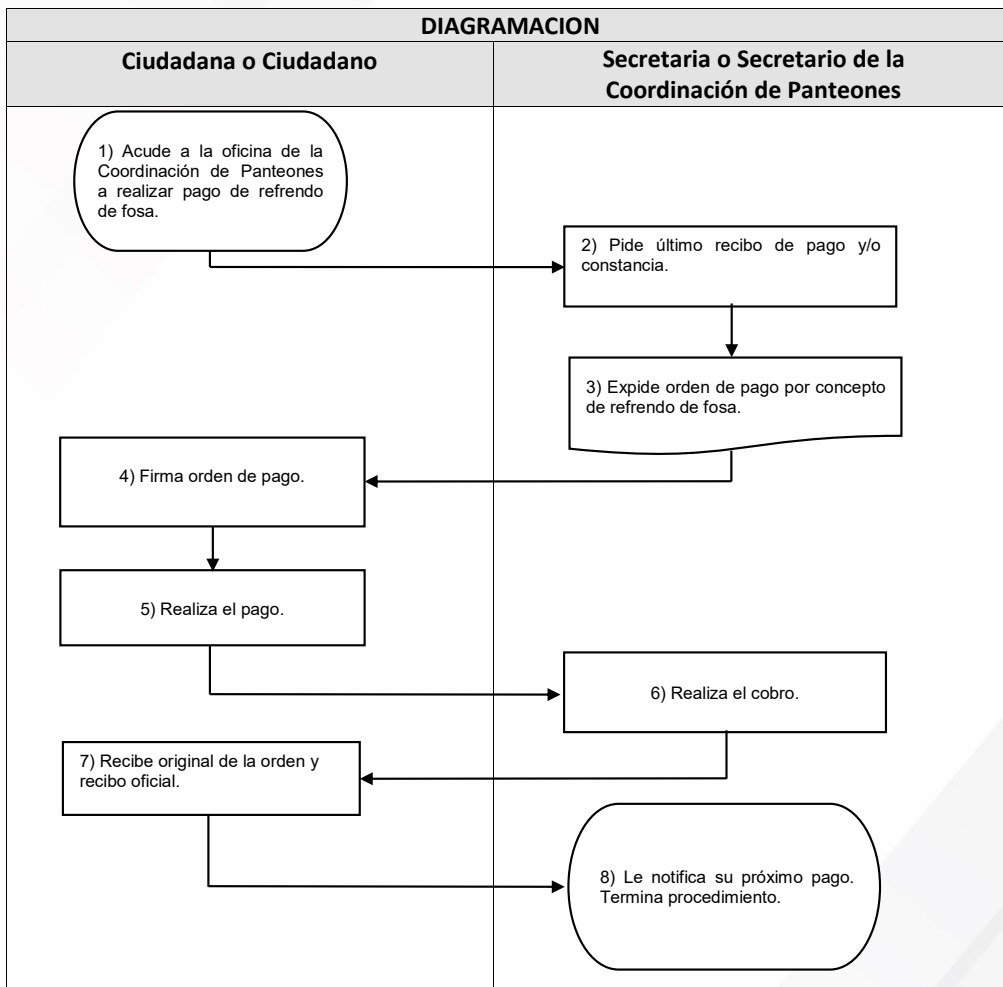 DIAGRAMACION
Ciudadana o Ciudadano
Secretaria o Secretario de la
Coordinación de Panteones
1) Acude a la oficina de la
Coordinación de Panteones
a realizar pago de refrendo
de fosa.
2) Pide último recibo de pago y/o
constancia.
3) Expide orden de pago por concepto
de refrendo de fosa.
4) Firma orden de pago.
5) Realiza el pago.
6) Realiza el cobro.
7) Recibe original de la orden y
recibo oficial.
8) Le notifica su próximo pago.
Termina procedimiento.